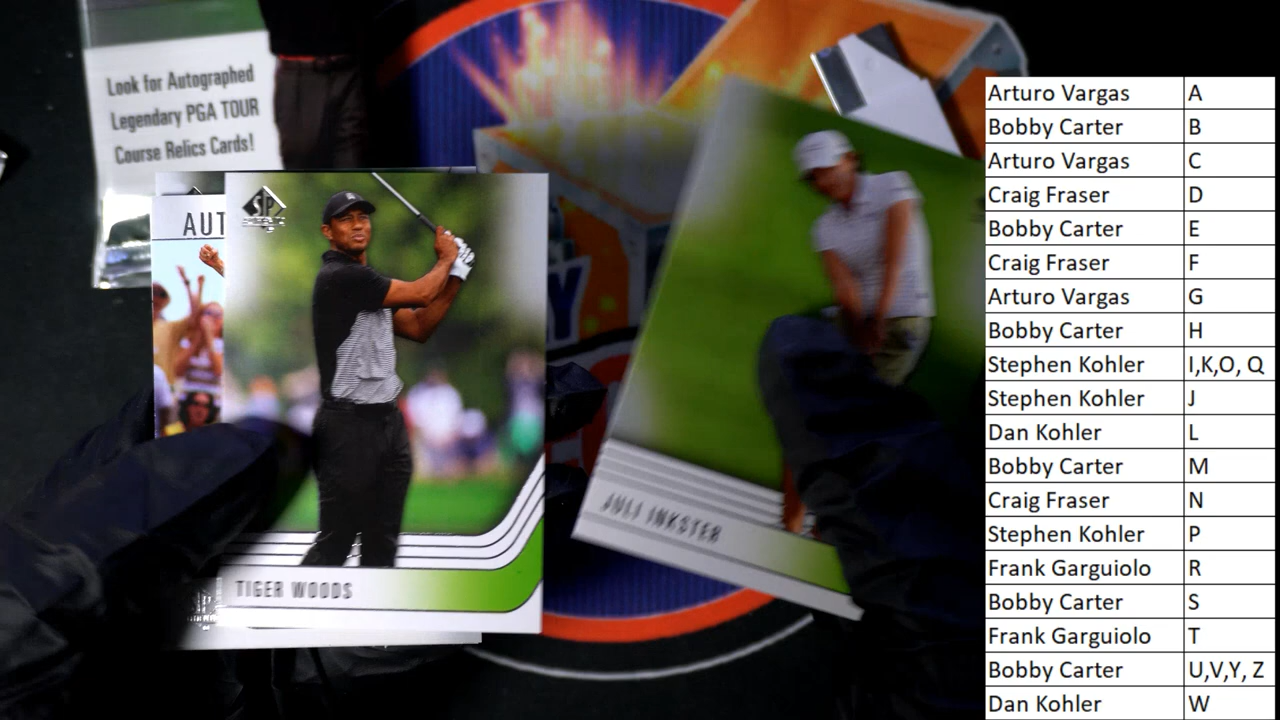 Look for Autographed
Legendary PGA TOUR
Course Relics Cards!
AUT
SP
TIGER WOODS
JULI INKSTER
Y
Arturo Vargas A
Bobby Carter B
Arturo Vargas C
Craig Fraser D
Bobby Carter E
Craig Fraser F
Arturo Vargas G
Bobby Carter H
Stephen Kohler I,K,O, Q
Stephen Kohler J
Dan Kohler L
Bobby Carter M
Craig Fraser N
Stephen Kohler P
Frank Garguiolo R
Bobby Carter S
Frank Garguiolo T
Bobby Carter U,V,Y, Z
Dan Kohler W